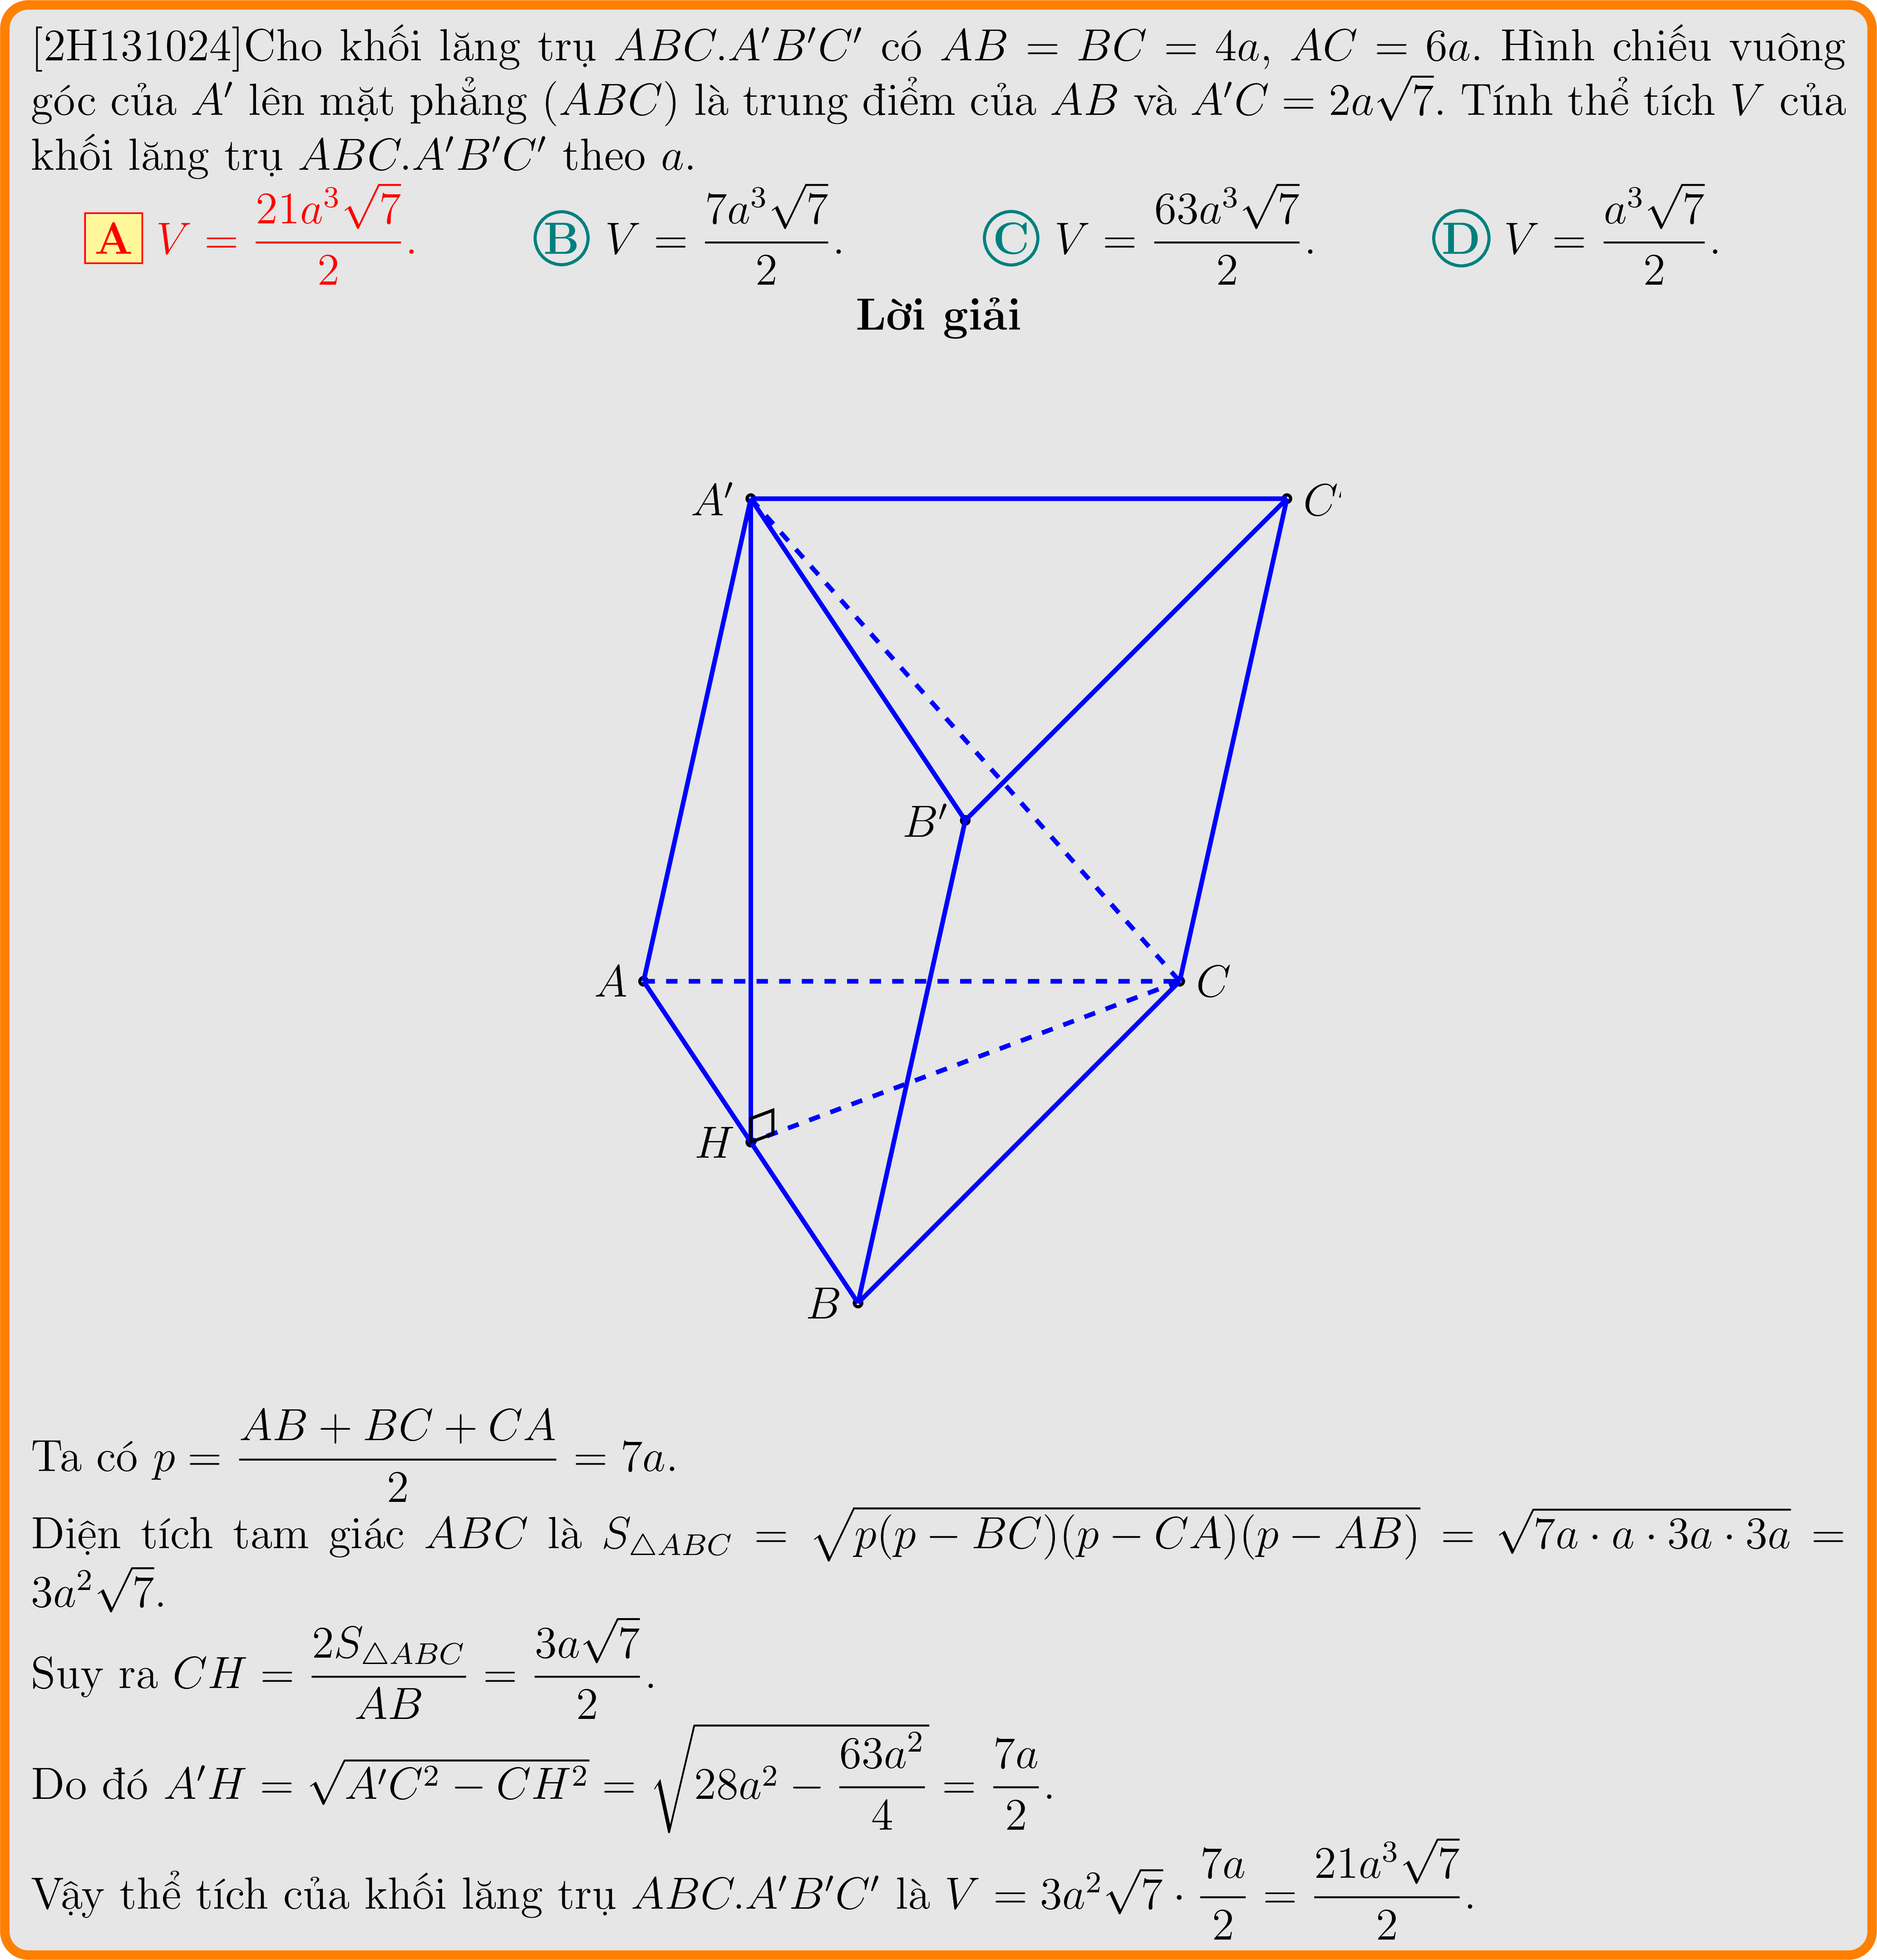 [2H131024]Cho khối lăng trụ ABC.A′B′C′ có AB = BC = 4a, AC = 6a. Hình chiếu vuông
góc của A′ lên mặt phẳng (ABC) là trung điểm của AB và A′C = 2a√7. Tính thể tích V của
khối lăng trụ ABC.A′B′C′ theo a.
A V = \frac{21a^3\sqrt{7}}{2}. B V = \frac{7a^3\sqrt{7}}{2}. C V = \frac{63a^3\sqrt{7}}{2}. D V = \frac{a^3\sqrt{7}}{2}.
Lời giải
A′ C'
B′
A C
H
B
Ta có p = \frac{AB + BC + CA}{2} = 7a.
Diện tích tam giác ABC là S_{△ABC} = \sqrt{p(p − BC)(p − CA)(p − AB)} = \sqrt{7a · a · 3a · 3a} =
3a^2\sqrt{7}.
Suy ra CH = \frac{2S_{△ABC}}{AB} = \frac{3a\sqrt{7}}{2}.
Do đó A′H = \sqrt{A′C^2 − CH^2} = \sqrt{28a^2 − \frac{63a^2}{4}} = \frac{7a}{2}.
Vậy thể tích của khối lăng trụ ABC.A′B′C′ là V = 3a^2\sqrt{7} · \frac{7a}{2} = \frac{21a^3\sqrt{7}}{2}.